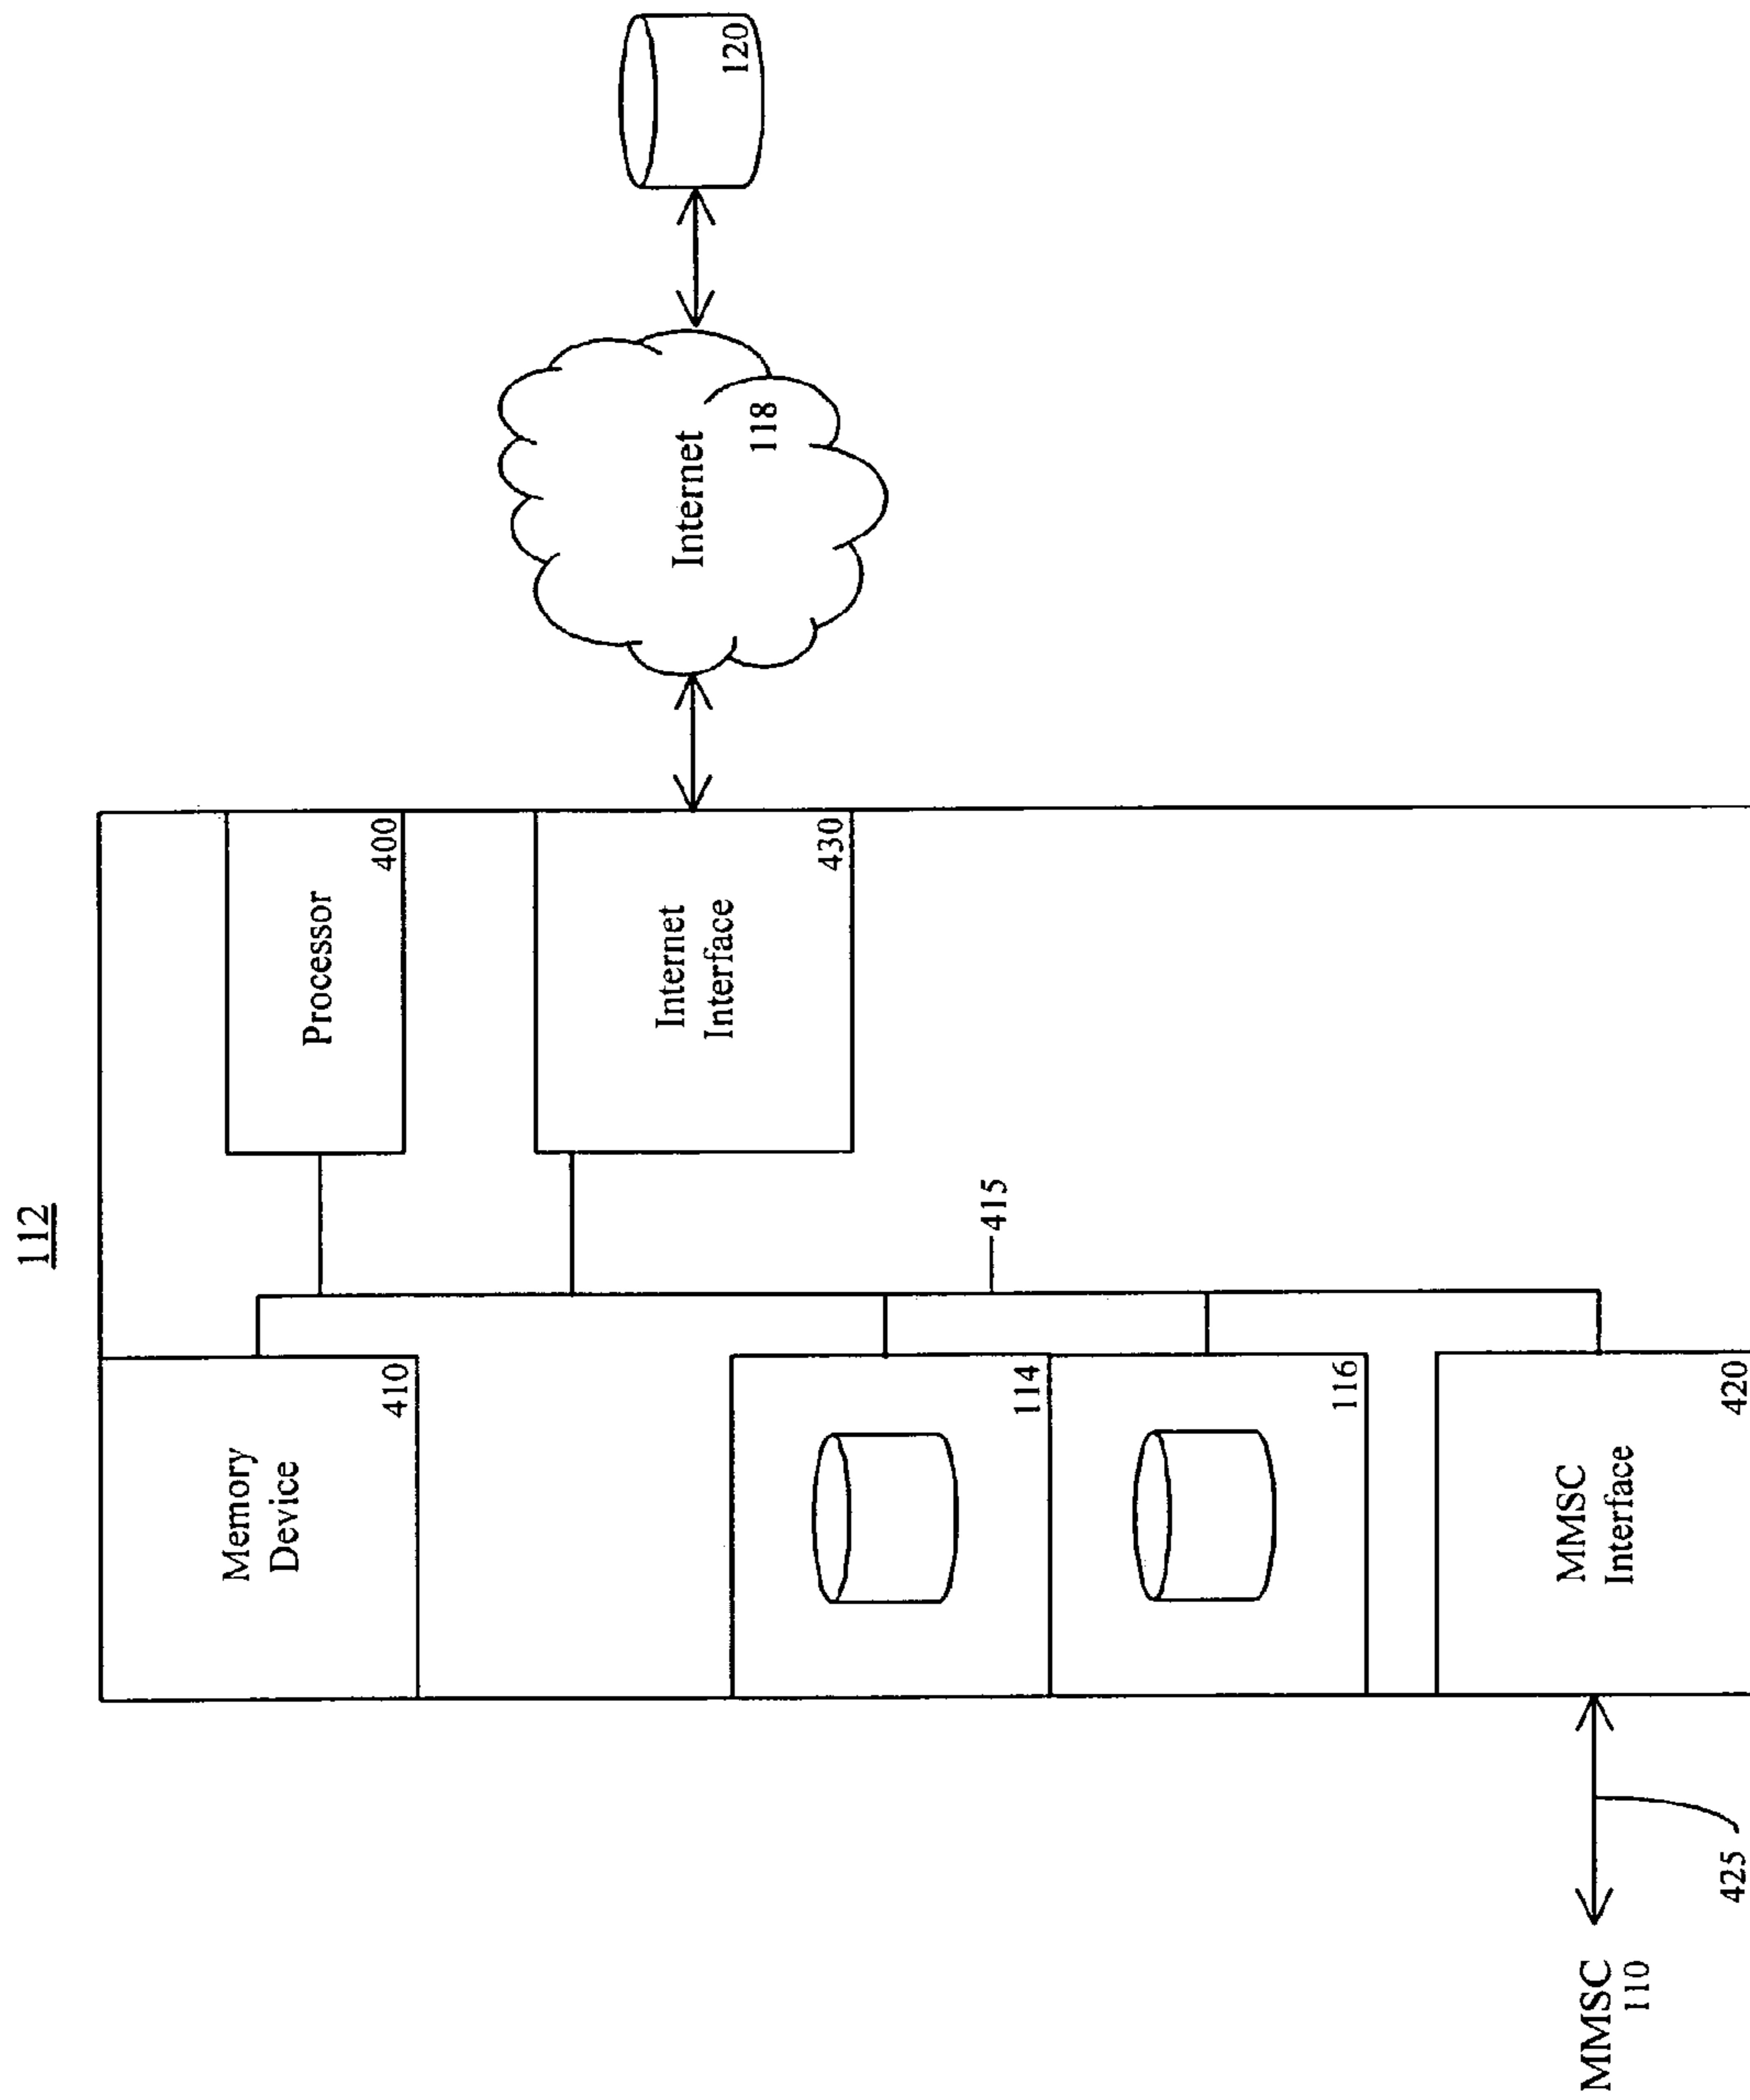 112
Memory
Device
410
Processor
400
Internet
Interface
430
Internet
118
120
114
415
116
MMSC
Interface
420
MMSC
110
425